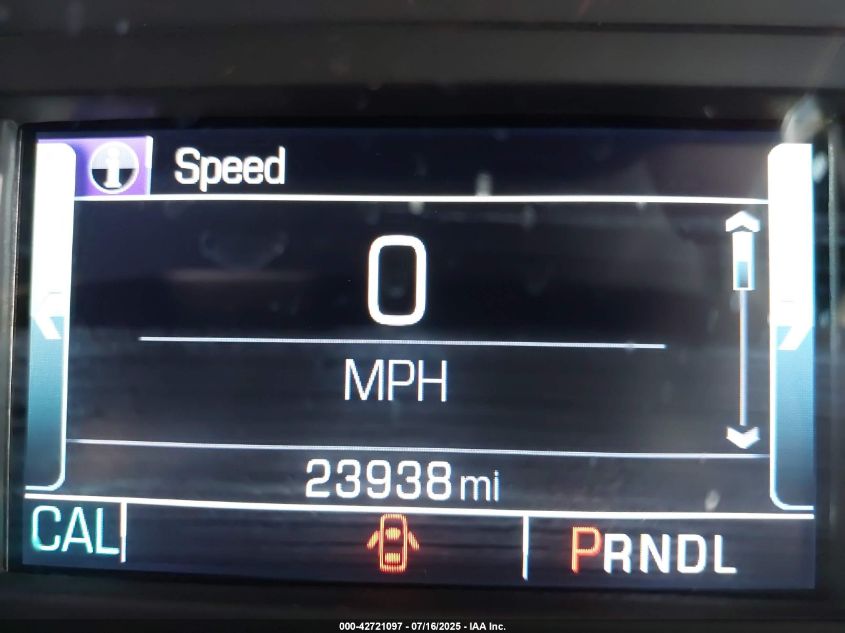 i Speed
0
MPH
23938 mi
CAL PRNDL
000-42721097 - 07/16/2025 - IAA Inc.